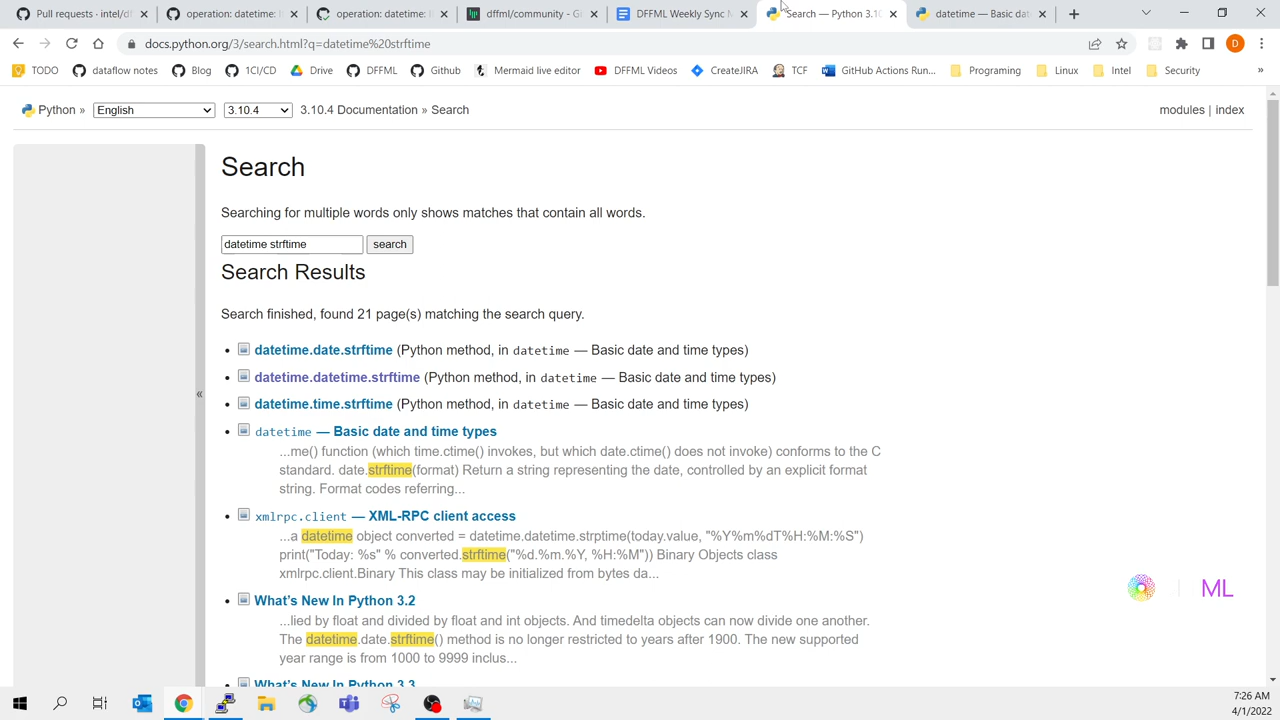 Pull requests · intel/df
operation: datetime: I
operation: datetime: I
dffml/community - Gi
DFFML Weekly Sync M
Search — Python 3.10
datetime — Basic dat
docs.python.org/3/search.html?q=datetime%20strftime
D
TODO
dataflow notes
Blog
1CI/CD
Drive
DFFML
Github
Mermaid live editor
DFFML Videos
CreateJIRA
TCF
GitHub Actions Run...
Programing
Linux
Intel
Security
»
Python » English 3.10.4 3.10.4 Documentation » Search
modules | index
Search
Searching for multiple words only shows matches that contain all words.
datetime strftime search
Search Results
Search finished, found 21 page(s) matching the search query.
datetime.date.strftime (Python method, in datetime — Basic date and time types)
datetime.datetime.strftime (Python method, in datetime — Basic date and time types)
datetime.time.strftime (Python method, in datetime — Basic date and time types)
«
datetime — Basic date and time types
...me() function (which time.ctime() invokes, but which date.ctime() does not invoke) conforms to the C
standard. date.strftime(format) Return a string representing the date, controlled by an explicit format
string. Format codes referring...
xmlrpc.client — XML-RPC client access
...a datetime object converted = datetime.datetime.strptime(today.value, "%Y%m%dT%H:%M:%S")
print("Today: %s" % converted.strftime("%d.%m.%Y, %H:%M")) Binary Objects class
xmlrpc.client.Binary This class may be initialized from bytes da...
ML
What's New In Python 3.2
...lied by float and divided by float and int objects. And timedelta objects can now divide one another.
The datetime.date.strftime() method is no longer restricted to years after 1900. The new supported
year range is from 1000 to 9999 inclus...
What's New In Python 3.3
7:26 AM
4/1/2022